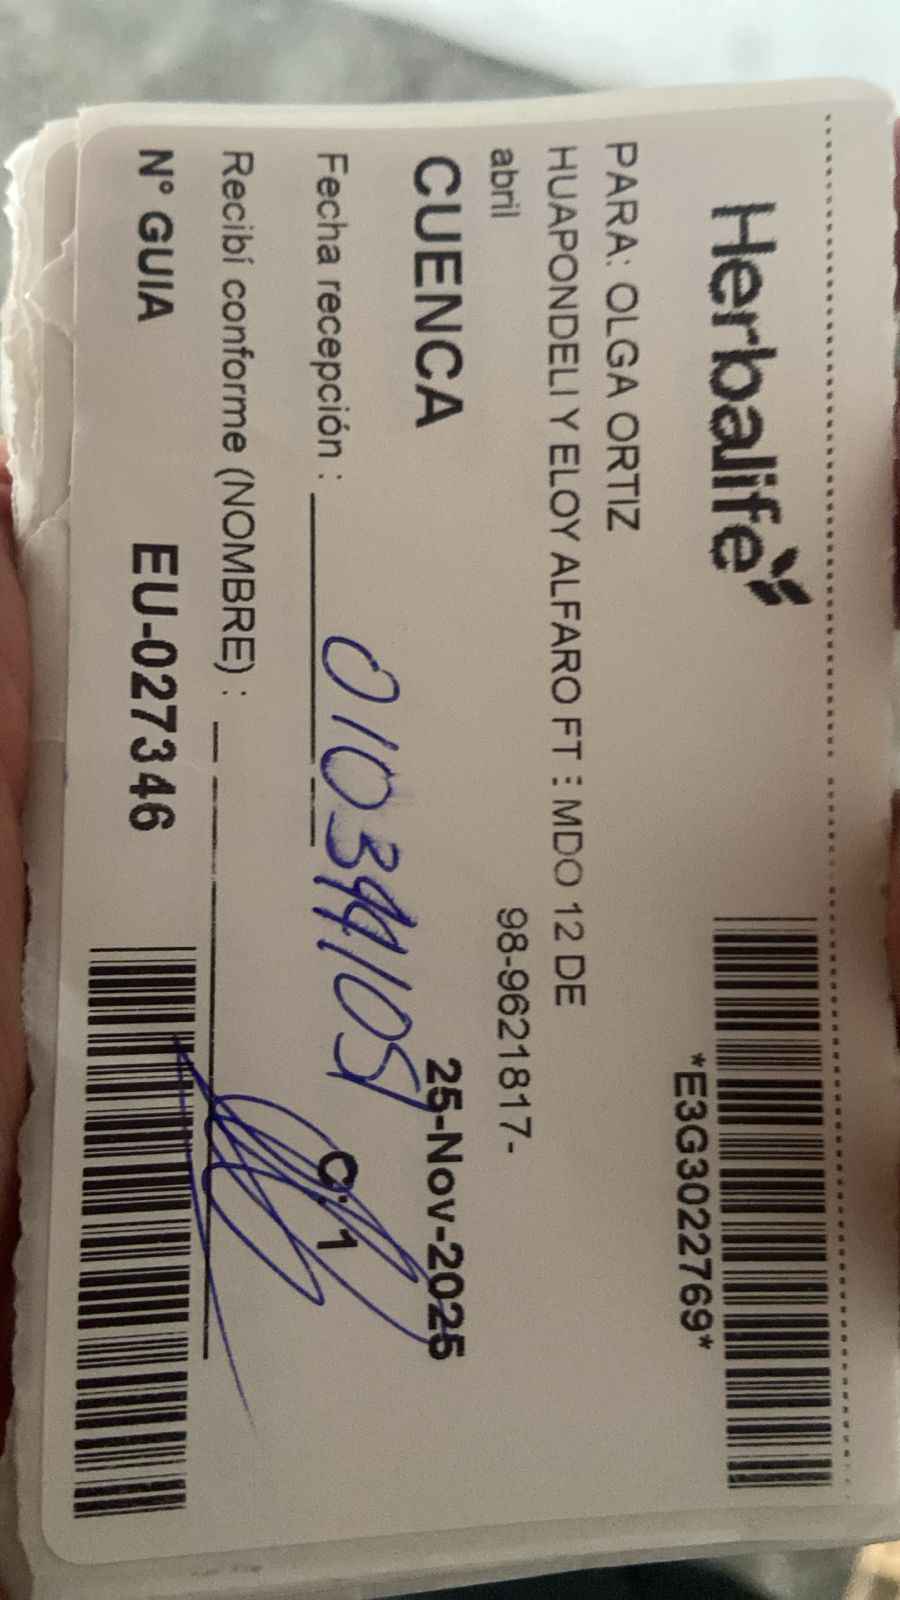 Herbalife
*E3G3022769*
PARA: OLGA ORTIZ
HUAPONDELI Y ELOY ALFARO FT : MDO 12 DE
abril
98-9621817-
CUENCA
25-Nov-2025
Fecha recepción :
C.1
Recibí conforme (NOMBRE) :
N° GUIA
EU-027346